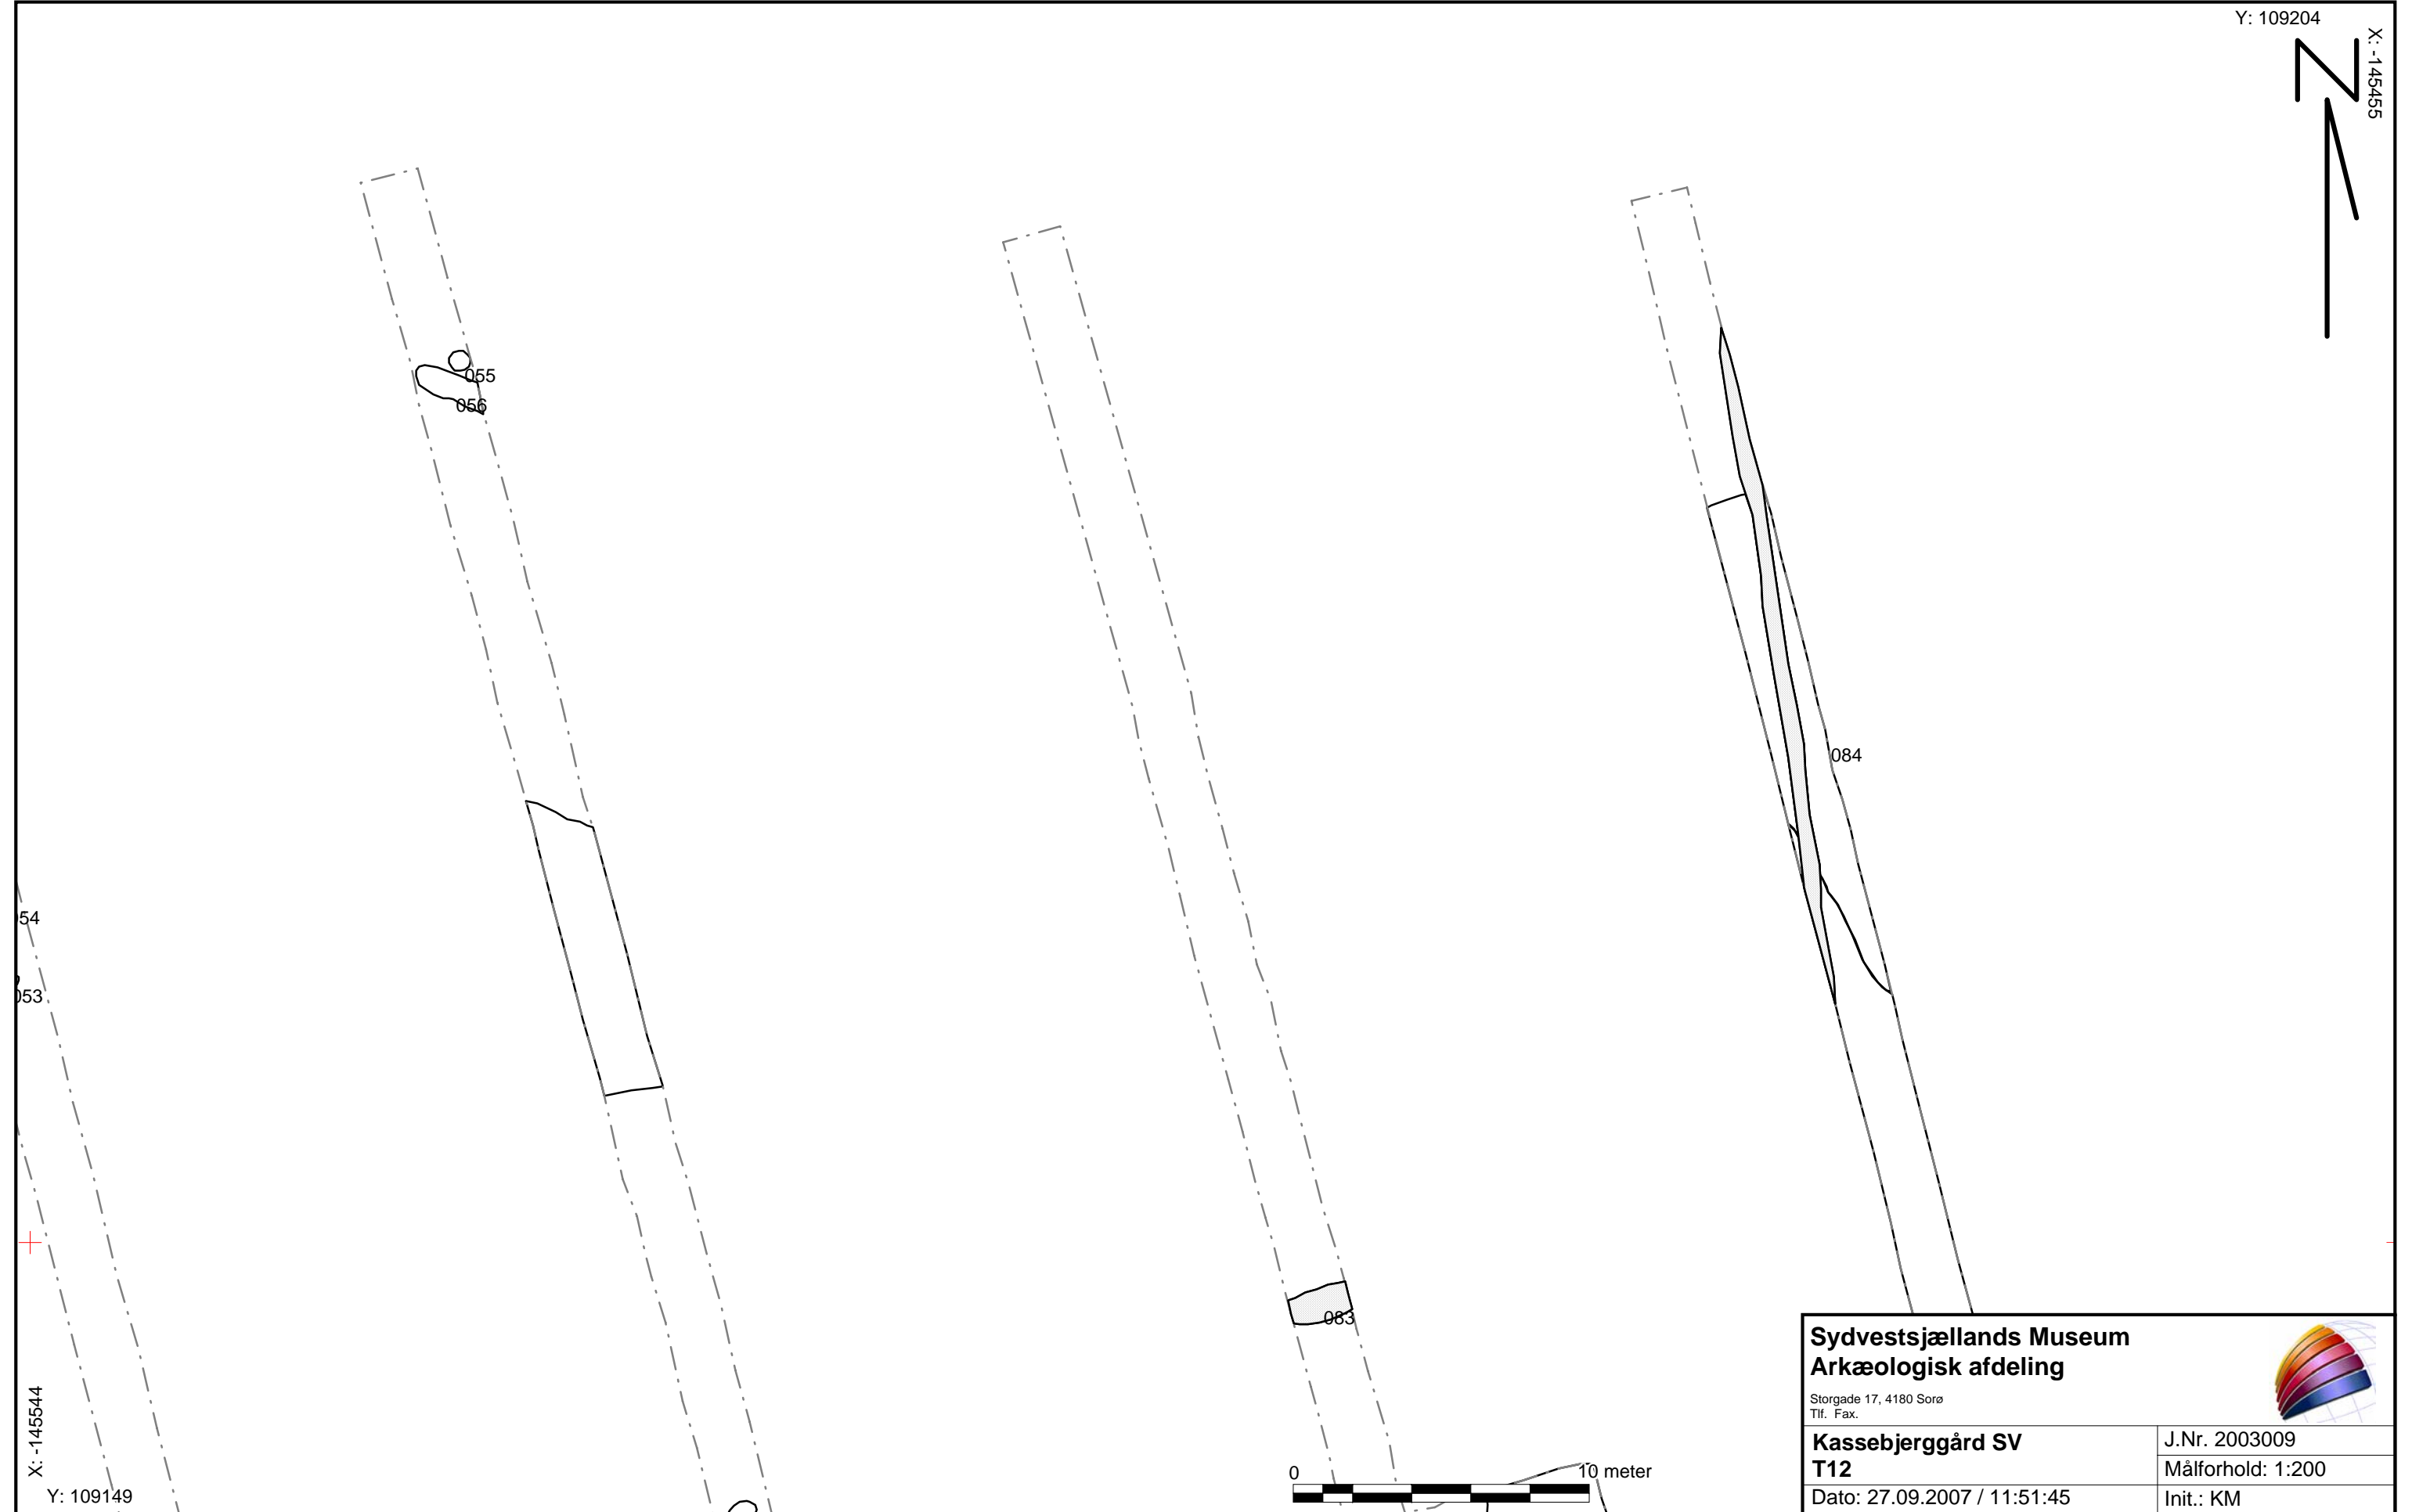 Y: 109204
X: -145455
055
056
084
54
053
083
X: -145544
Y: 109149
0
10 meter
Sydvestsjællands Museum
Arkæologisk afdeling
Storgade 17, 4180 Sorø
Tlf. Fax.
Kassebjerggård SV
T12
J.Nr. 2003009
Målforhold: 1:200
Dato: 27.09.2007 / 11:51:45
Init.: KM